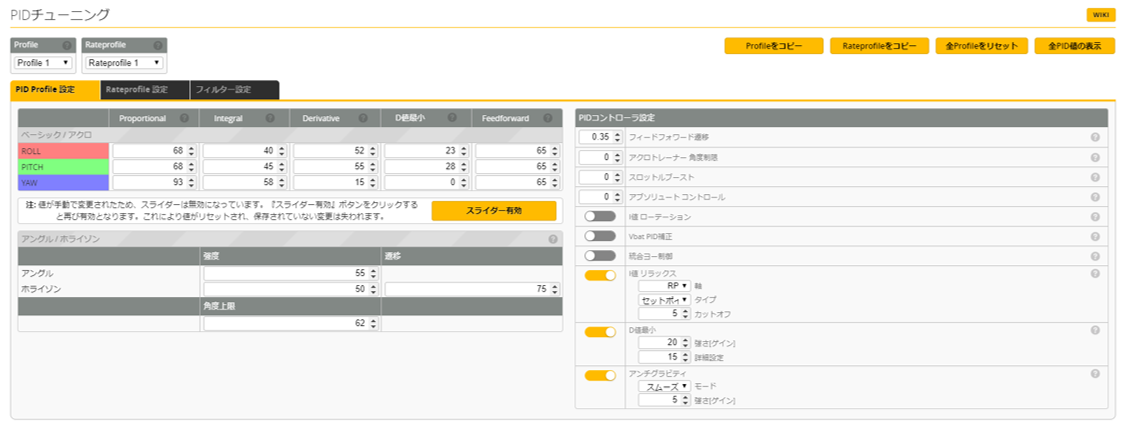 PIDチューニング
WIKI
Profile
Rateprofile
Profile 1
Rateprofile 1
Profileをコピー
Rateprofileをコピー
全Profileをリセット
全PID値の表示
PID Profile 設定
Rateprofile 設定
フィルター設定
Proportional Integral Derivative D値最小 Feedforward
ベーシック / アクロ
ROLL 68 40 52 23 65
PITCH 68 45 55 28 65
YAW 93 58 15 0 65
注: 値が手動で変更されたため、スライダーは無効になっています。『スライダー有効』ボタンをクリックする
と再び有効となります。これにより値がリセットされ、保存されていない変更は失われます。
スライダー有効
アングル / ホライゾン
強度 遷移
アングル 55
ホライゾン 50 75
角度上限
62
PIDコントローラ設定
0.35 フィードフォワード遷移
0 アクロトレーナー 角度制限
0 スロットルブースト
0 アブソリュート コントロール
I値 ローテーション
Vbat PID補正
統合ヨー制御
I値 リラックス
RP 軸
セットポイ タイプ
5 カットオフ
D値最小
20 強さ[ゲイン]
15 詳細設定
アンチグラビティ
スムーズ モード
5 強さ[ゲイン]